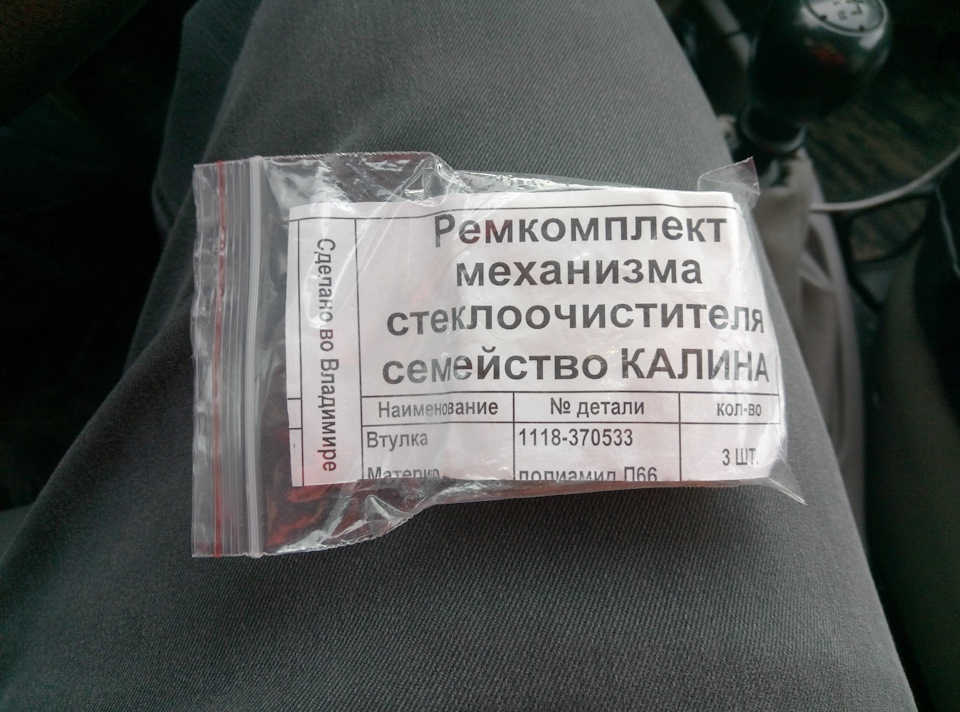 Ремкомплект
механизма
стеклоочистителя
семейство КАЛИНА
Сделано во Владимире
Наименование № детали кол-во
Втулка 1118-370533 3 ШТ.
полиамид П66